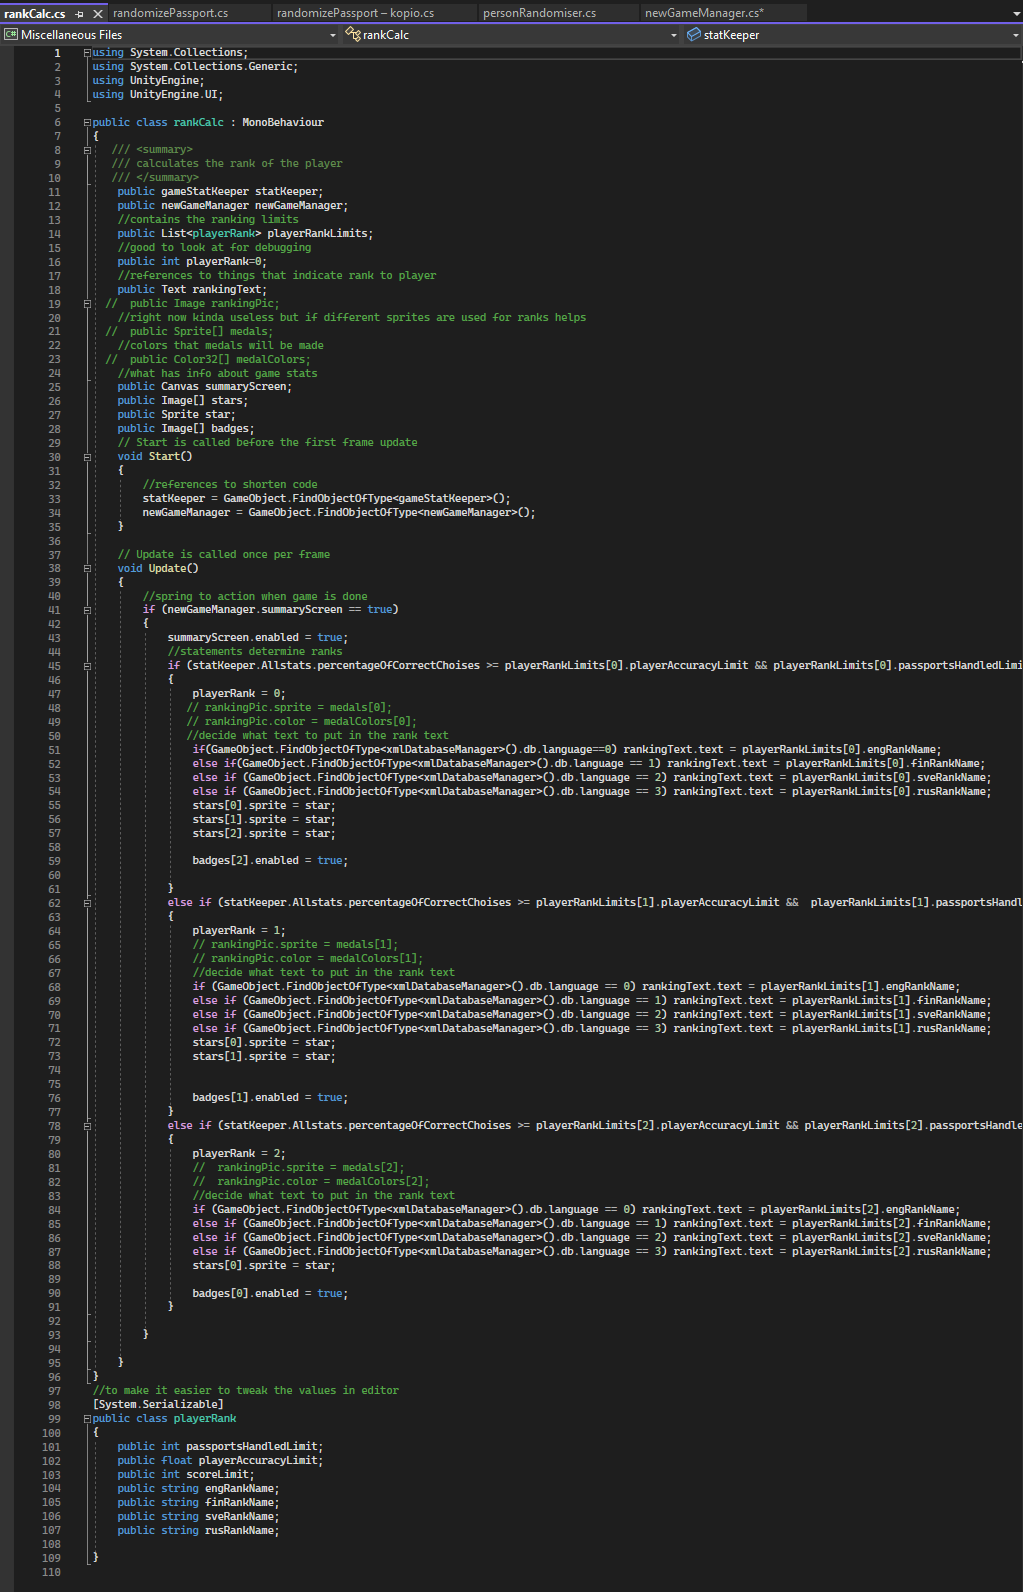 rankCalc.cs
randomizePassport.cs
randomizePassport – kopio.cs
personRandomiser.cs
newGameManager.cs*
C# Miscellaneous Files
rankCalc
statKeeper
1 using System.Collections;
2 using System.Collections.Generic;
3 using UnityEngine;
4 using UnityEngine.UI;
5
6 public class rankCalc : MonoBehaviour
7 {
8 /// <summary>
9 /// calculates the rank of the player
10 /// </summary>
11 public gameStatKeeper statKeeper;
12 public newGameManager newGameManager;
13 //contains the ranking limits
14 public List<playerRank> playerRankLimits;
15 //good to look at for debugging
16 public int playerRank=0;
17 //references to things that indicate rank to player
18 public Text rankingText;
19 // public Image rankingPic;
20 //right now kinda useless but if different sprites are used for ranks helps
21 // public Sprite[] medals;
22 //colors that medals will be made
23 // public Color32[] medalColors;
24 //what has info about game stats
25 public Canvas summaryScreen;
26 public Image[] stars;
27 public Sprite star;
28 public Image[] badges;
29 // Start is called before the first frame update
30 void Start()
31 {
32 //references to shorten code
33 statKeeper = GameObject.FindObjectOfType<gameStatKeeper>();
34 newGameManager = GameObject.FindObjectOfType<newGameManager>();
35 }
36
37 // Update is called once per frame
38 void Update()
39 {
40 //spring to action when game is done
41 if (newGameManager.summaryScreen == true)
42 {
43 summaryScreen.enabled = true;
44 //statements determine ranks
45 if (statKeeper.Allstats.percentageOfCorrectChoises >= playerRankLimits[0].playerAccuracyLimit && playerRankLimits[0].passportsHandledLimi
46 {
47 playerRank = 0;
48 // rankingPic.sprite = medals[0];
49 // rankingPic.color = medalColors[0];
50 //decide what text to put in the rank text
51 if(GameObject.FindObjectOfType<xmlDatabaseManager>().db.language==0) rankingText.text = playerRankLimits[0].engRankName;
52 else if(GameObject.FindObjectOfType<xmlDatabaseManager>().db.language == 1) rankingText.text = playerRankLimits[0].finRankName;
53 else if (GameObject.FindObjectOfType<xmlDatabaseManager>().db.language == 2) rankingText.text = playerRankLimits[0].sveRankName;
54 else if (GameObject.FindObjectOfType<xmlDatabaseManager>().db.language == 3) rankingText.text = playerRankLimits[0].rusRankName;
55 stars[0].sprite = star;
56 stars[1].sprite = star;
57 stars[2].sprite = star;
58
59 badges[2].enabled = true;
60
61 }
62 else if (statKeeper.Allstats.percentageOfCorrectChoises >= playerRankLimits[1].playerAccuracyLimit && playerRankLimits[1].passportsHandl
63 {
64 playerRank = 1;
65 // rankingPic.sprite = medals[1];
66 // rankingPic.color = medalColors[1];
67 //decide what text to put in the rank text
68 if (GameObject.FindObjectOfType<xmlDatabaseManager>().db.language == 0) rankingText.text = playerRankLimits[1].engRankName;
69 else if (GameObject.FindObjectOfType<xmlDatabaseManager>().db.language == 1) rankingText.text = playerRankLimits[1].finRankName;
70 else if (GameObject.FindObjectOfType<xmlDatabaseManager>().db.language == 2) rankingText.text = playerRankLimits[1].sveRankName;
71 else if (GameObject.FindObjectOfType<xmlDatabaseManager>().db.language == 3) rankingText.text = playerRankLimits[1].rusRankName;
72 stars[0].sprite = star;
73 stars[1].sprite = star;
74
75
76 badges[1].enabled = true;
77 }
78 else if (statKeeper.Allstats.percentageOfCorrectChoises >= playerRankLimits[2].playerAccuracyLimit && playerRankLimits[2].passportsHandle
79 {
80 playerRank = 2;
81 // rankingPic.sprite = medals[2];
82 // rankingPic.color = medalColors[2];
83 //decide what text to put in the rank text
84 if (GameObject.FindObjectOfType<xmlDatabaseManager>().db.language == 0) rankingText.text = playerRankLimits[2].engRankName;
85 else if (GameObject.FindObjectOfType<xmlDatabaseManager>().db.language == 1) rankingText.text = playerRankLimits[2].finRankName;
86 else if (GameObject.FindObjectOfType<xmlDatabaseManager>().db.language == 2) rankingText.text = playerRankLimits[2].sveRankName;
87 else if (GameObject.FindObjectOfType<xmlDatabaseManager>().db.language == 3) rankingText.text = playerRankLimits[2].rusRankName;
88 stars[0].sprite = star;
89
90 badges[0].enabled = true;
91 }
92
93 }
94
95 }
96 }
97 //to make it easier to tweak the values in editor
98 [System.Serializable]
99 public class playerRank
100 {
101 public int passportsHandledLimit;
102 public float playerAccuracyLimit;
103 public int scoreLimit;
104 public string engRankName;
105 public string finRankName;
106 public string sveRankName;
107 public string rusRankName;
108
109 }
110